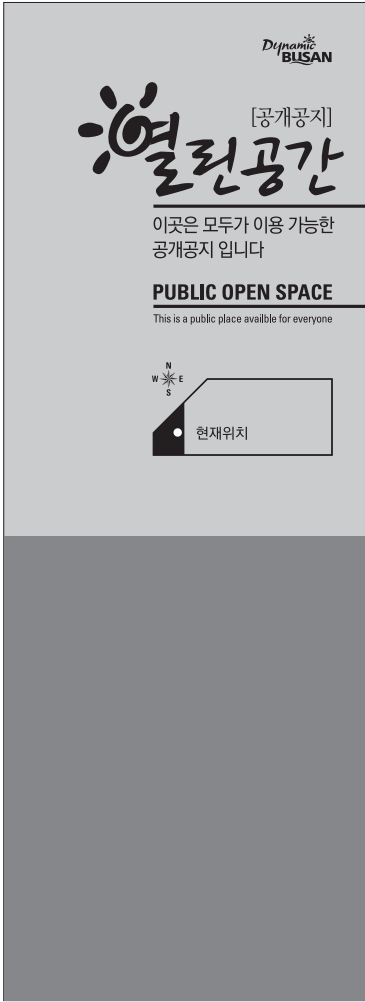 Dynamic
BUSAN
[공개공지]
열린공간
이곳은 모두가 이용 가능한
공개공지 입니다
PUBLIC OPEN SPACE
This is a public place availble for everyone
N
W E
S
현재위치